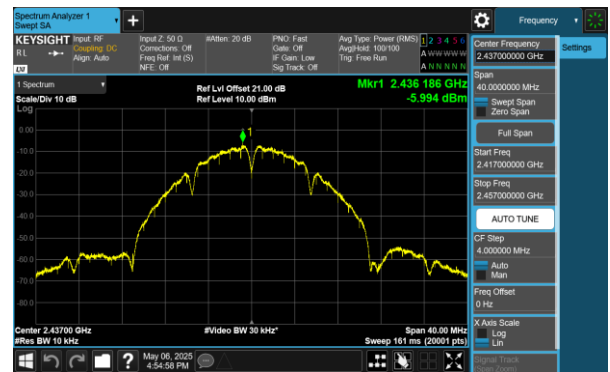 Spectrum Analyzer 1
Swept SA
Frequency
KEYSIGHT
RL
LW
Input: RF
Coupling: DC
Align: Auto
Input Z: 50 Ω
Corrections: Off
Freq Ref: Int (S)
NFE: Off
#Atten: 20 dB
PNO: Fast
Gate: Off
IF Gain: Low
Sig Track: Off
Avg Type: Power (RMS)
Avg|Hold: 100/100
Trig: Free Run
1 2 3 4 5 6
A W W W W W
A N N N N N
1 Spectrum
Scale/Div 10 dB
Log
Ref Lvl Offset 21.00 dB
Ref Level 10.00 dBm
Mkr1 2.436 186 GHz
-5.994 dBm
1
0.00
-10.0
-20.0
-30.0
-40.0
-50.0
-60.0
-70.0
-80.0
Center 2.43700 GHz
#Res BW 10 kHz
#Video BW 30 kHz*
Span 40.00 MHz
Sweep 161 ms (20001 pts)
Center Frequency
2.437000000 GHz
Settings
Span
40.0000000 MHz
Swept Span
Zero Span
Full Span
Start Freq
2.417000000 GHz
Stop Freq
2.457000000 GHz
AUTO TUNE
CF Step
4.000000 MHz
Auto
Man
Freq Offset
0 Hz
X Axis Scale
Log
Lin
Signal Track
(Span Zoom)
?
May 06, 2025
4:54:58 PM